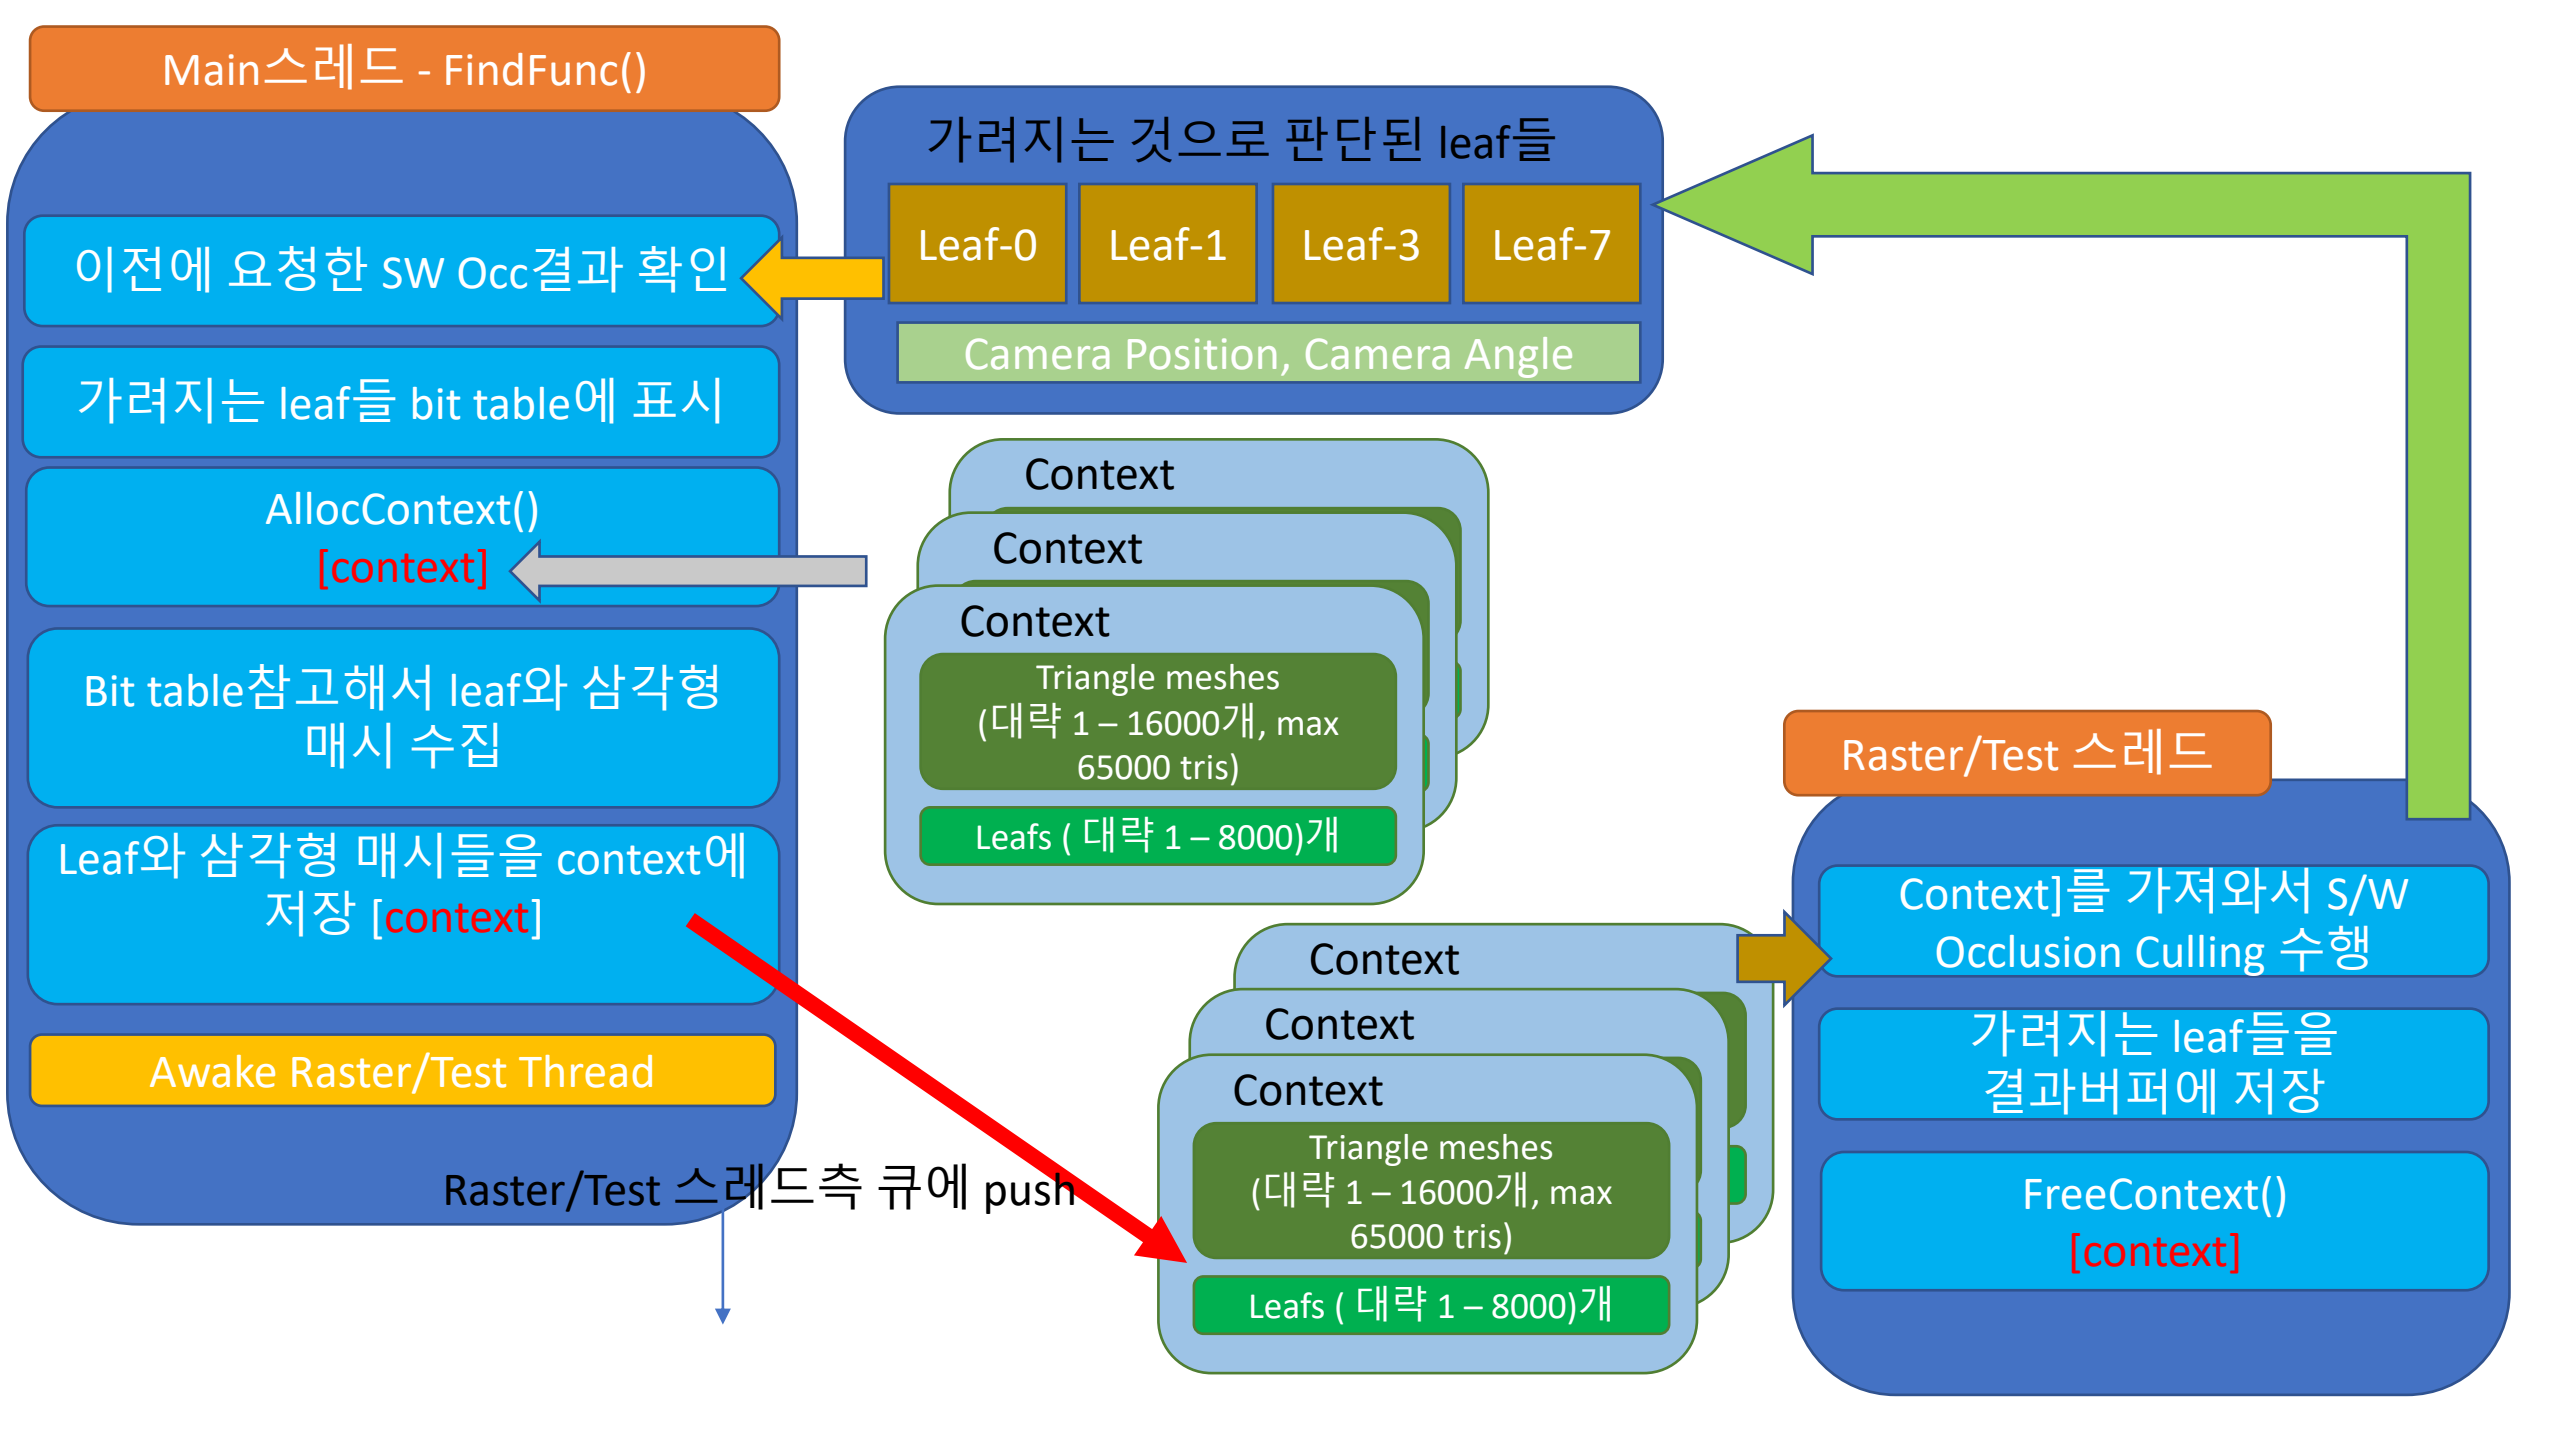 Main스레드 - FindFunc()
이전에 요청한 SW Occ결과 확인
가려지는 leaf들 bit table에 표시
AllocContext()
[context]
Bit table참고해서 leaf와 삼각형
매시 수집
Leaf와 삼각형 매시들을 context에
저장 [context]
Awake Raster/Test Thread
Raster/Test 스레드측 큐에 push
가려지는 것으로 판단된 leaf들
Leaf-0
Leaf-1
Leaf-3
Leaf-7
Camera Position, Camera Angle
Context
Context
Context
Triangle meshes
(대략 1 – 16000개, max
65000 tris)
Leafs ( 대략 1 – 8000)개
Context
Context
Context
Triangle meshes
(대략 1 – 16000개, max
65000 tris)
Leafs ( 대략 1 – 8000)개
Raster/Test 스레드
Context]를 가져와서 S/W
Occlusion Culling 수행
가려지는 leaf들을
결과버퍼에 저장
FreeContext()
[context]